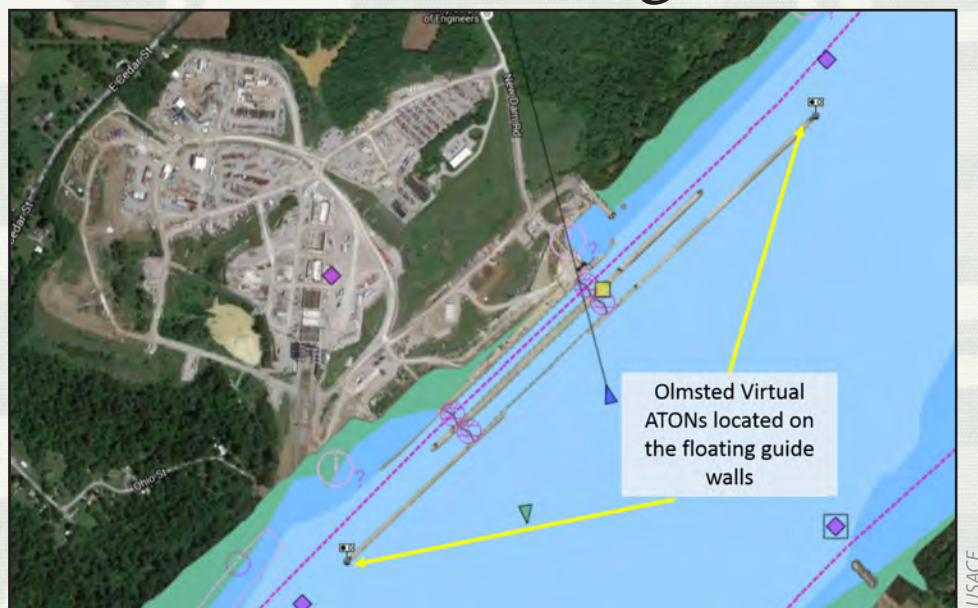 of Engineers
E Cedar St
New Dam Rd
edar St
Ohio St
?
?
Olmsted Virtual
ATONs located on
the floating guide
walls
USACE